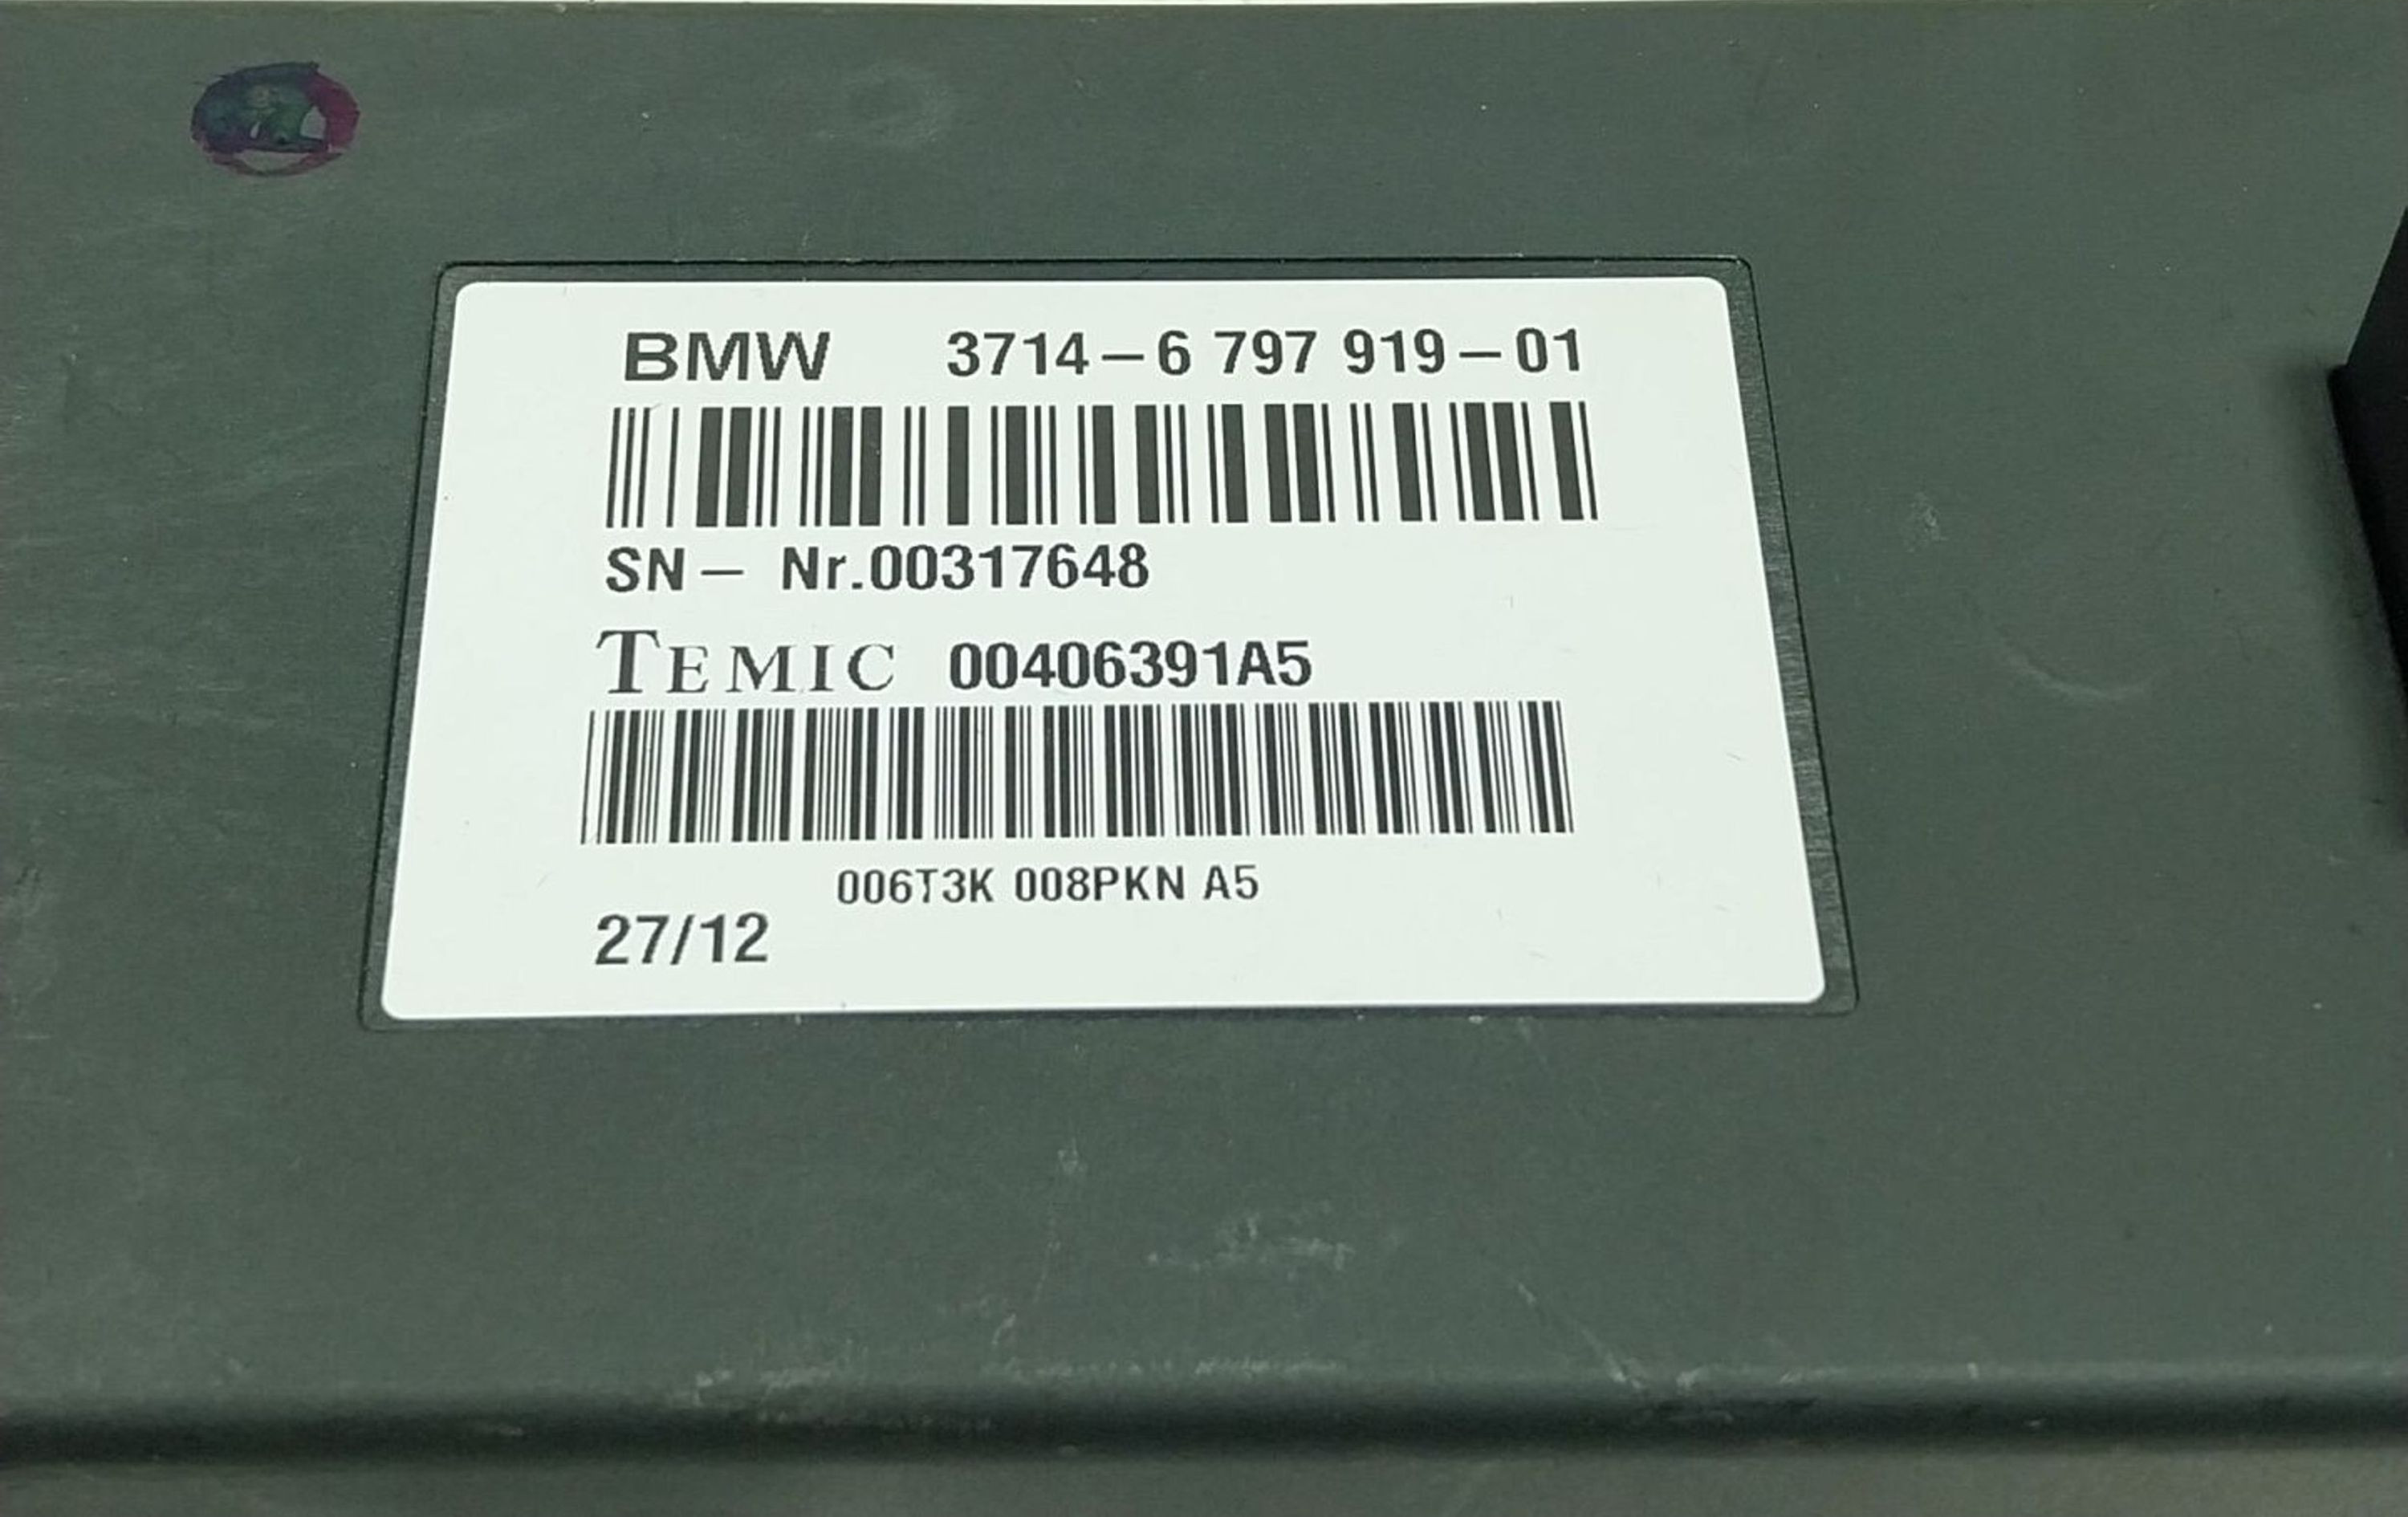 BMW 3714-6 797 919-01
SN- Nr.00317648
TEMIC 00406391A5
006T3K 008PKN A5
27/12